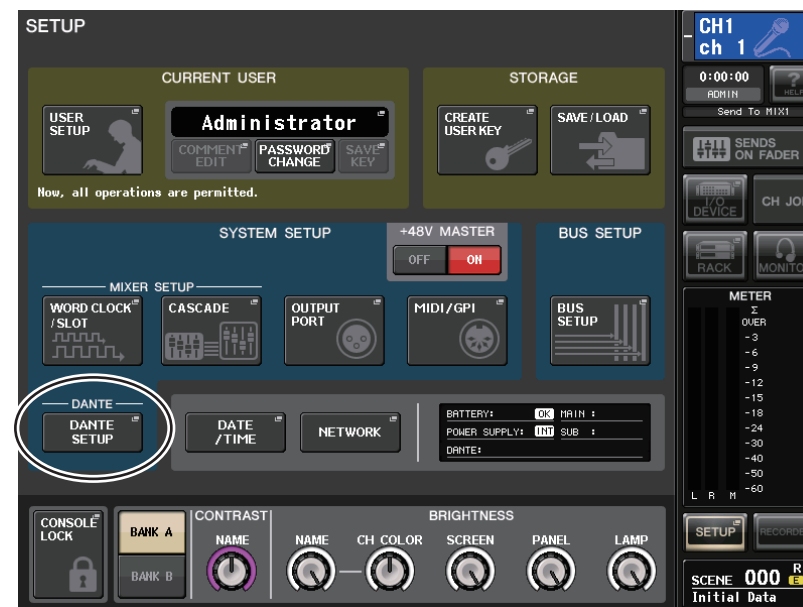 SETUP
CURRENT USER
USER SETUP
Administrator
COMMENT EDIT
PASSWORD CHANGE
SAVE KEY
Now, all operations are permitted.
STORAGE
CREATE USER KEY
SAVE/LOAD
SYSTEM SETUP
+48V MASTER
OFF
ON
BUS SETUP
MIXER SETUP
WORD CLOCK /SLOT
CASCADE
OUTPUT PORT
MIDI/GPI
BUS SETUP
DANTE
DANTE SETUP
DATE /TIME
NETWORK
BATTERY: OK MAIN :
POWER SUPPLY: INT SUB :
DANTE:
CONSOLE LOCK
BANK A
BANK B
CONTRAST
NAME
BRIGHTNESS
NAME
CH COLOR
SCREEN
PANEL
LAMP
CH1
ch 1
0:00:00
ADMIN
?
HELP
Send To MIX1
SENDS ON FADER
I/O DEVICE
CH JO
RACK
MONITO
METER
Σ
OVER
-3
-6
-9
-12
-15
-18
-24
-30
-40
-50
-60
L R M
SETUP
RECORDE
SCENE 000 R
E
Initial Data